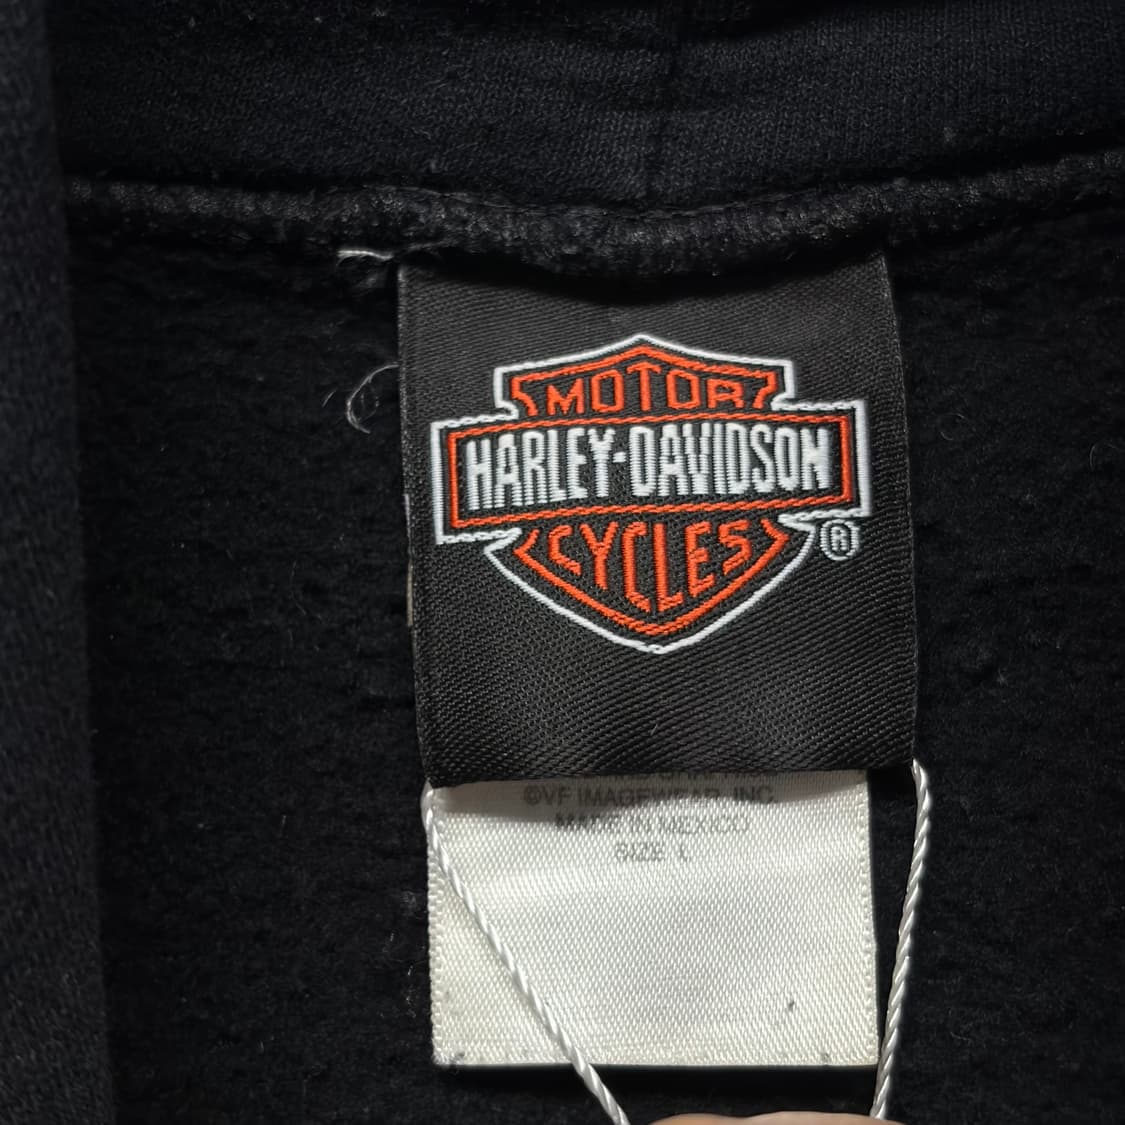 MOTOR
HARLEY-DAVIDSON
CYCLES
®
©VF IMAGEWEAR, INC.
MADE IN MEXICO
SIZE L